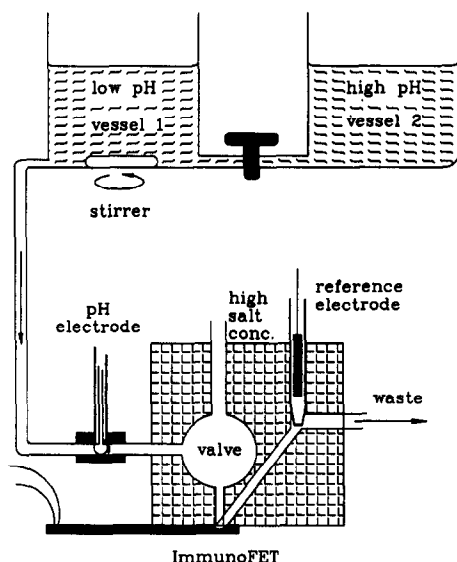 low pH
vessel 1
high pH
vessel 2
stirrer
pH
electrode
high
salt
conc.
reference
electrode
waste
valve
ImmunoFET